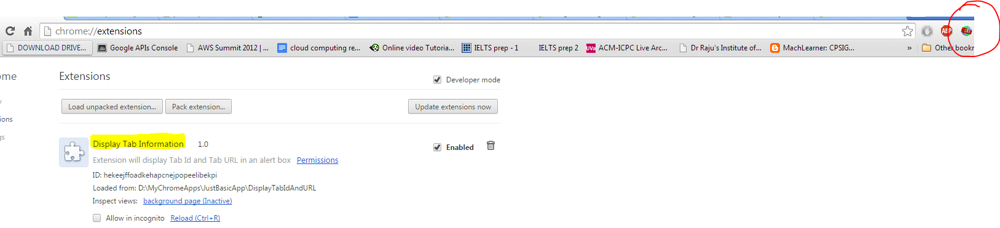 chrome://extensions
ABP
DOWNLOAD DRIVE... Google APIs Console AWS Summit 2012 | ... cloud computing re... Online video Tutoria... IELTS prep - 1 IELTS prep 2 UVa ACM-ICPC Live Arc... Dr Raju's Institute of... MachLearner: CPSIG... » Other bookr
ome
Extensions
Developer mode
Load unpacked extension... Pack extension... Update extensions now
ions
gs
Display Tab Information 1.0
Enabled
Extension will display Tab Id and Tab URL in an alert box Permissions
ID: hekeejffoadkehapcnejpopeelibekpi
Loaded from: D:\MyChromeApps\JustBasicApp\DisplayTabIdAndURL
Inspect views: background page (Inactive)
Allow in incognito Reload (Ctrl+R)